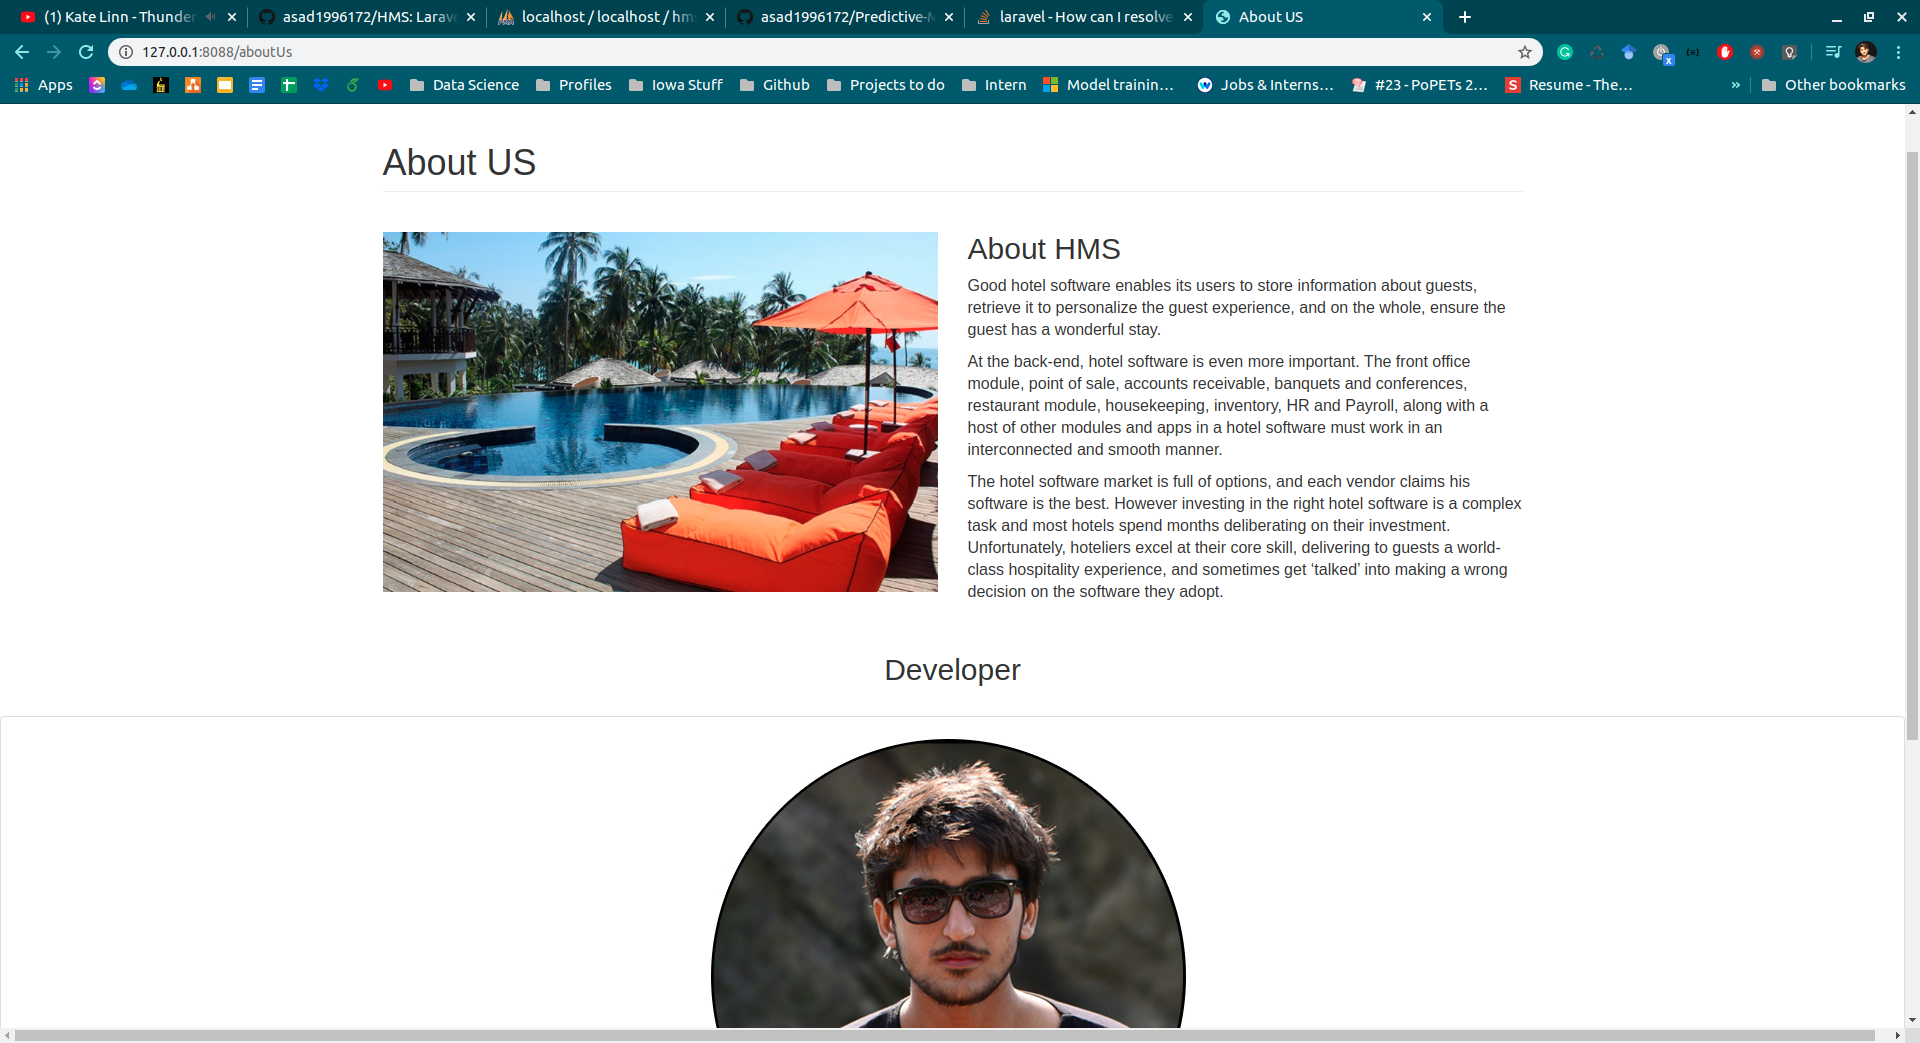 (1) Kate Linn - Thunder
asad1996172/HMS: Larave
localhost / localhost / hm
asad1996172/Predictive-M
laravel - How can I resolve
About US
127.0.0.1:8088/aboutUs
Apps
Data Science
Profiles
Iowa Stuff
Github
Projects to do
Intern
Model trainin…
Jobs & Interns…
#23 - PoPETs 2…
S
Resume - The…
»
Other bookmarks
About US
About HMS
Good hotel software enables its users to store information about guests,
retrieve it to personalize the guest experience, and on the whole, ensure the
guest has a wonderful stay.
At the back-end, hotel software is even more important. The front office
module, point of sale, accounts receivable, banquets and conferences,
restaurant module, housekeeping, inventory, HR and Payroll, along with a
host of other modules and apps in a hotel software must work in an
interconnected and smooth manner.
The hotel software market is full of options, and each vendor claims his
software is the best. However investing in the right hotel software is a complex
task and most hotels spend months deliberating on their investment.
Unfortunately, hoteliers excel at their core skill, delivering to guests a world-
class hospitality experience, and sometimes get ‘talked’ into making a wrong
decision on the software they adopt.
Developer